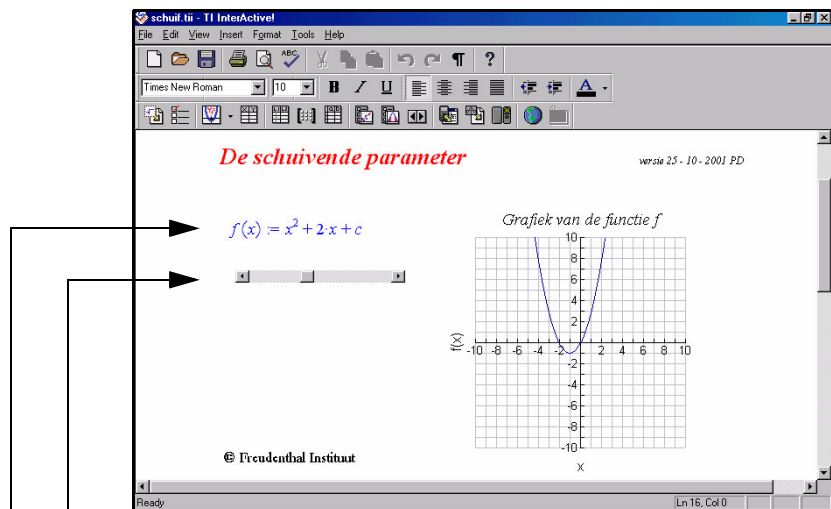 schuif.tii - TI InterActive!
File Edit View Insert Format Tools Help
ABC
Times New Roman 10 B I U A
De schuivende parameter
versie 25 - 10 - 2001 PD
f(x) := x² + 2·x + c
Grafiek van de functie f
10
8
6
4
2
f(x)
-10 -8 -6 -4 -2 2 4 6 8 10
-2
-4
-6
-8
-10
x
© Freudenthal Instituut
Ready Ln 16, Col 0